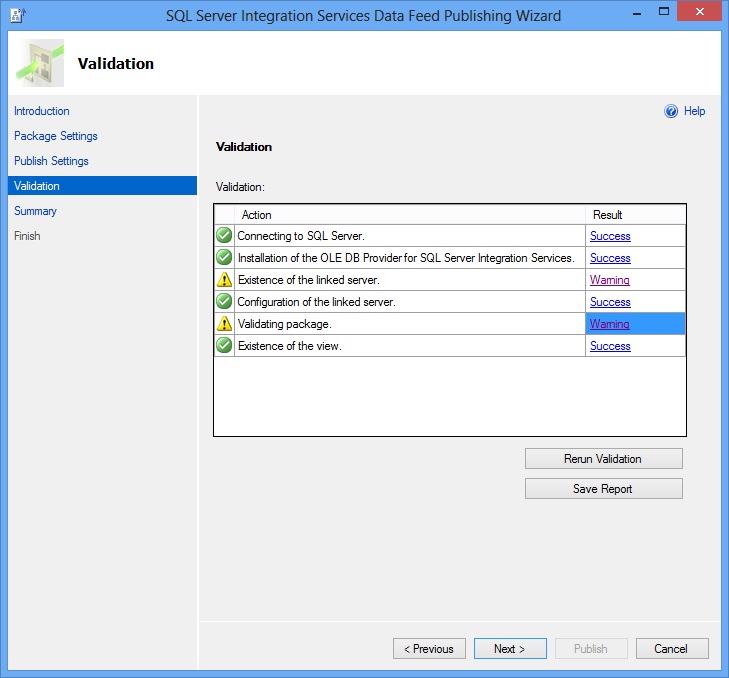 SQL Server Integration Services Data Feed Publishing Wizard
Validation
Introduction
Package Settings
Publish Settings
Validation
Summary
Finish
Help
Validation
Validation:
Action Result
Connecting to SQL Server. Success
Installation of the OLE DB Provider for SQL Server Integration Services. Success
Existence of the linked server. Warning
Configuration of the linked server. Success
Validating package. Warning
Existence of the view. Success
Rerun Validation
Save Report
< Previous Next > Publish Cancel